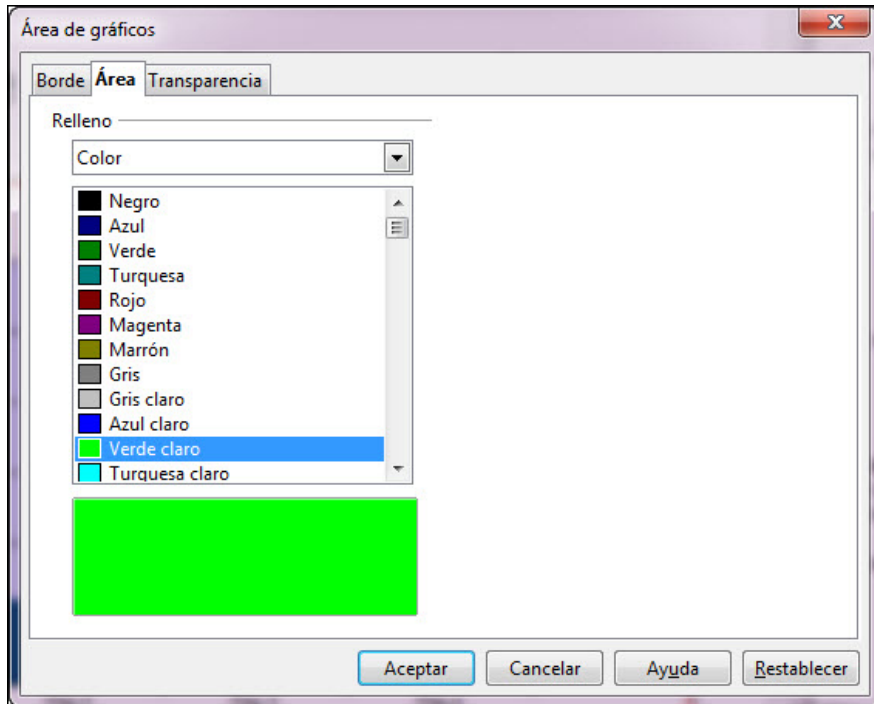 Área de gráficos
Borde Área Transparencia
Relleno
Color
Negro
Azul
Verde
Turquesa
Rojo
Magenta
Marrón
Gris
Gris claro
Azul claro
Verde claro
Turquesa claro
Aceptar Cancelar Ayuda Restablecer